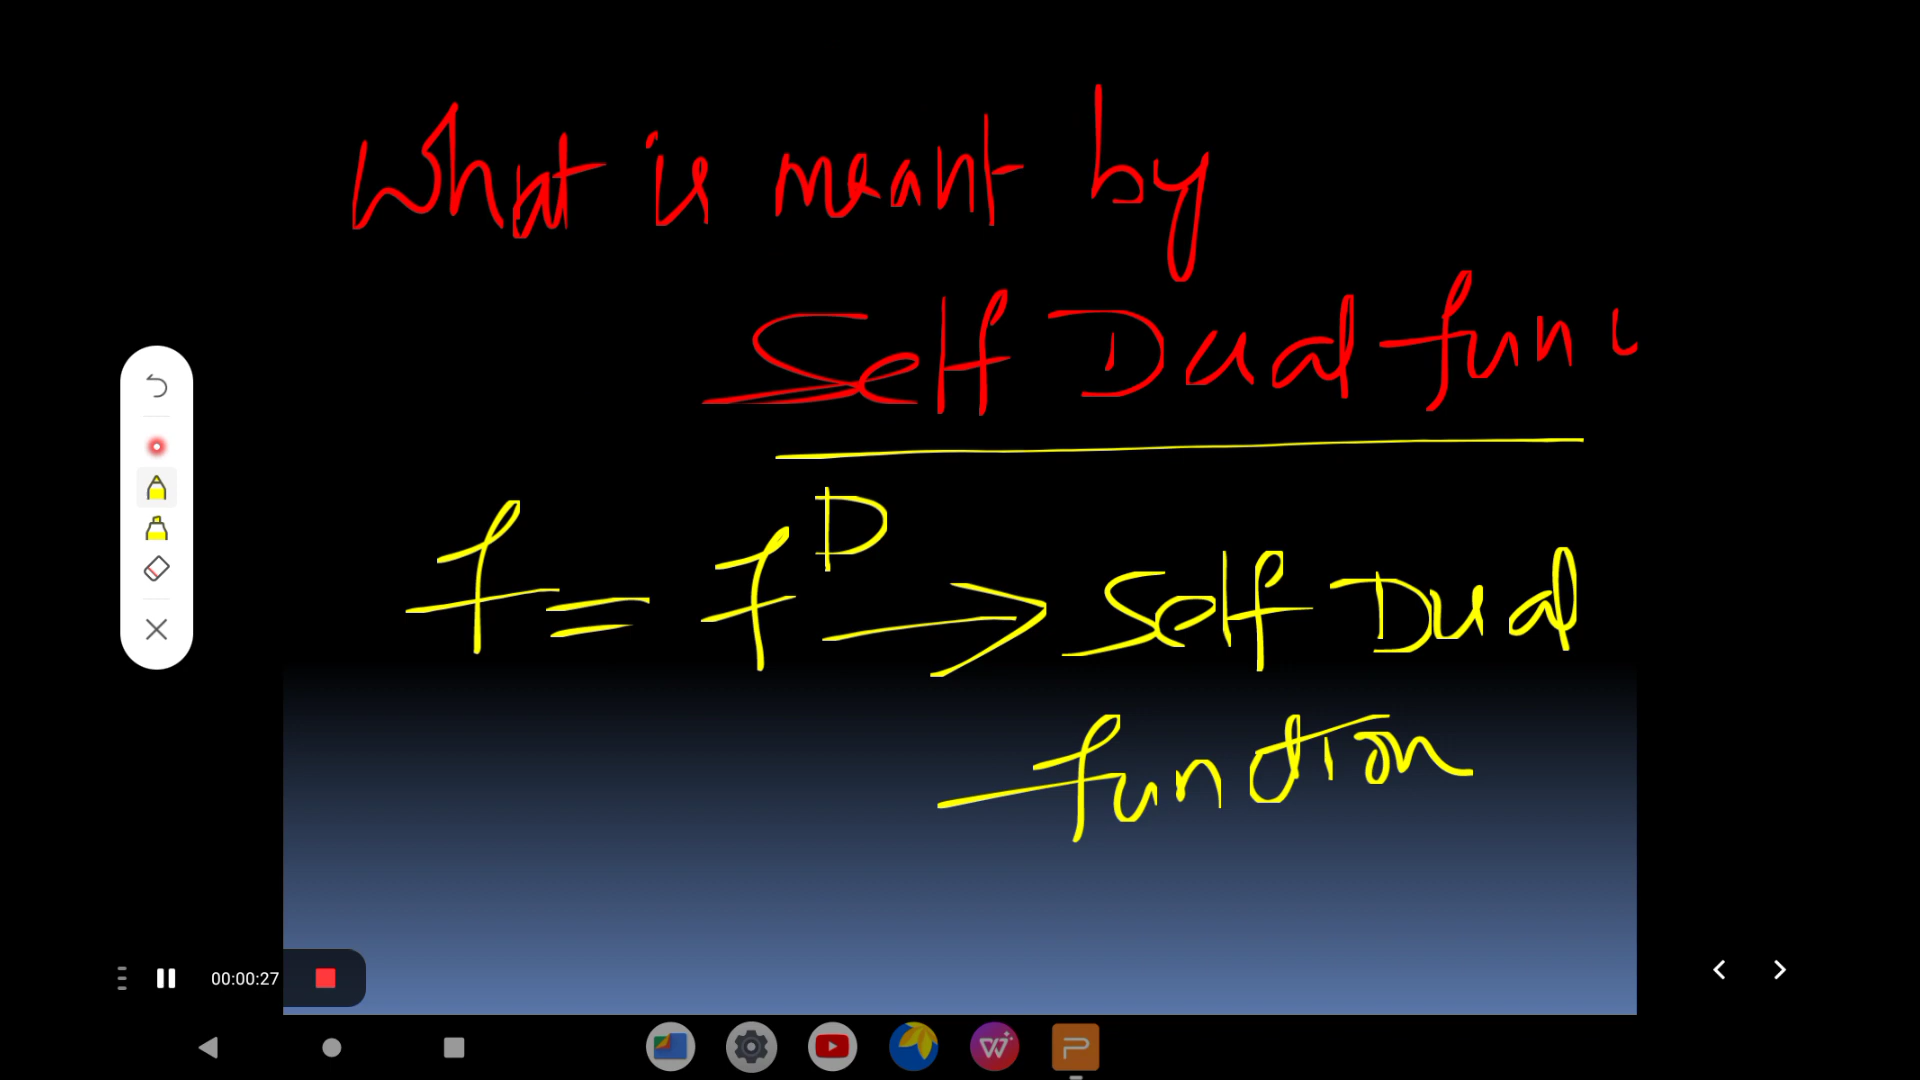 What is meant by
Self Dual func
f = f^D → Self Dual
function
00:00:27